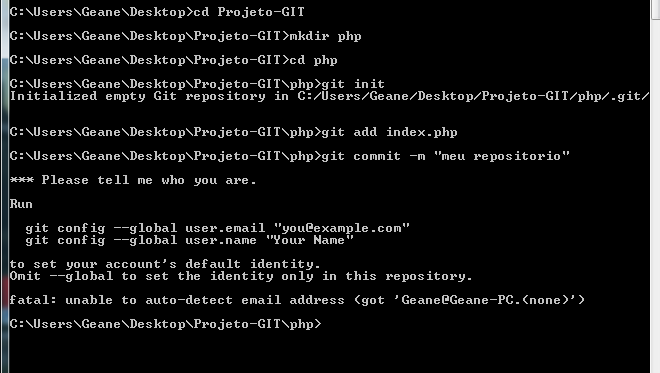 C:\Users\Geane\Desktop>cd Projeto-GIT
C:\Users\Geane\Desktop\Projeto-GIT>mkdir php
C:\Users\Geane\Desktop\Projeto-GIT>cd php
C:\Users\Geane\Desktop\Projeto-GIT\php>git init
Initialized empty Git repository in C:/Users/Geane/Desktop/Projeto-GIT/php/.git/
C:\Users\Geane\Desktop\Projeto-GIT\php>git add index.php
C:\Users\Geane\Desktop\Projeto-GIT\php>git commit -m "meu repositorio"
*** Please tell me who you are.
Run
  git config --global user.email "you@example.com"
  git config --global user.name "Your Name"
to set your account's default identity.
Omit --global to set the identity only in this repository.
fatal: unable to auto-detect email address (got 'Geane@Geane-PC.(none)')
C:\Users\Geane\Desktop\Projeto-GIT\php>